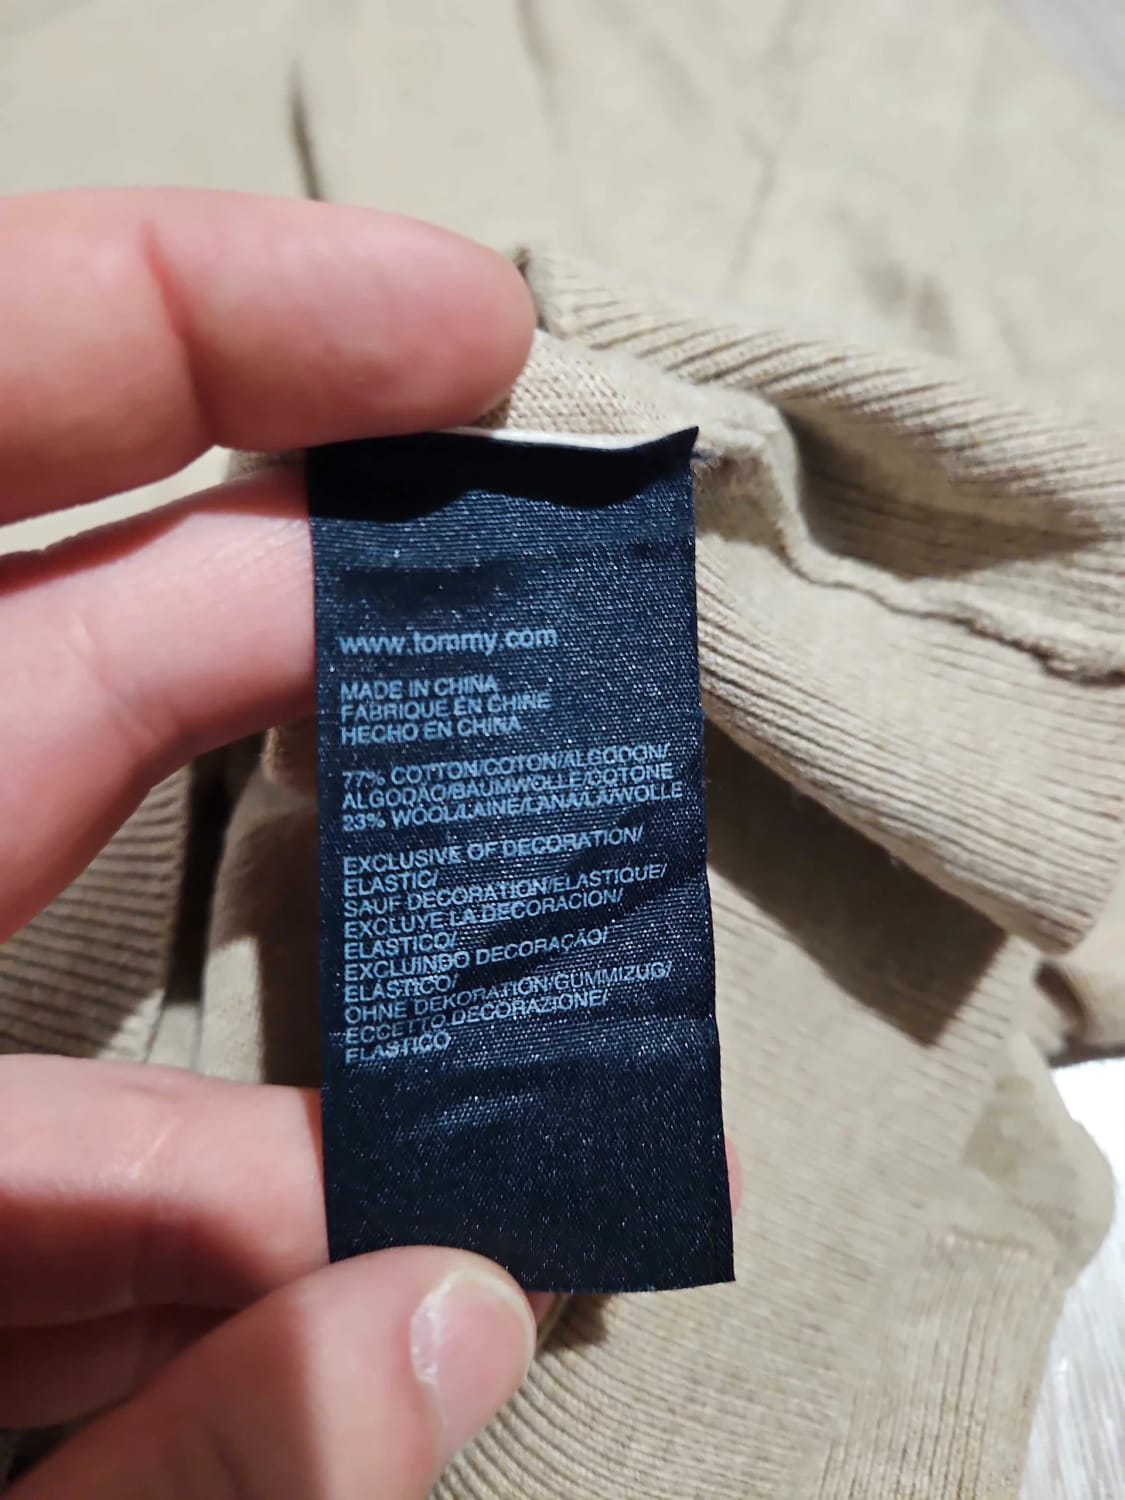 www.tommy.com
MADE IN CHINA
FABRIQUE EN CHINE
HECHO EN CHINA
77% COTTON/COTON/ALGODON/
ALGODÃO/BAUMWOLLE/COTONE
23% WOOL/LAINE/LANA/LA/WOLLE
EXCLUSIVE OF DECORATION/
ELASTIC/
SAUF DECORATION/ELASTIQUE/
EXCLUYE LA DECORACION/
ELASTICO/
EXCLUINDO DECORAÇÃO/
ELASTICO/
OHNE DEKORATION/GUMMIZUG/
ECCETTO DECORAZIONE/
ELASTICO